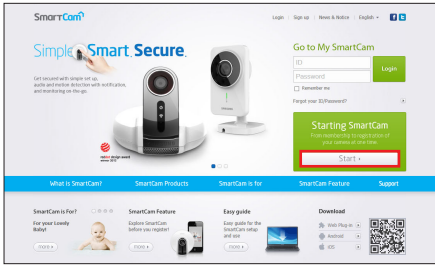 SmartCam
Login | Sign up | News & Notice | English
Simple Smart, Secure.
Get secured with simple set up,
audio and motion detection with notification,
and monitoring on-the-go.
reddot design award
winner 2012
Go to My SmartCam
ID
Password
Login
Remember me
Forgot your ID/Password?
Starting SmartCam
From membership to registration of
your camera at one time.
Start
What is SmartCam? SmartCam Products SmartCam is for SmartCam Feature Support
SmartCam is For?
For your Lovely
Baby!
more
SmartCam Feature
Explore SmartCam
before you register!
more
Easy guide
Easy guide for the
SmartCam setup
and use
more
Download
Web Plug-in
Android
iOS